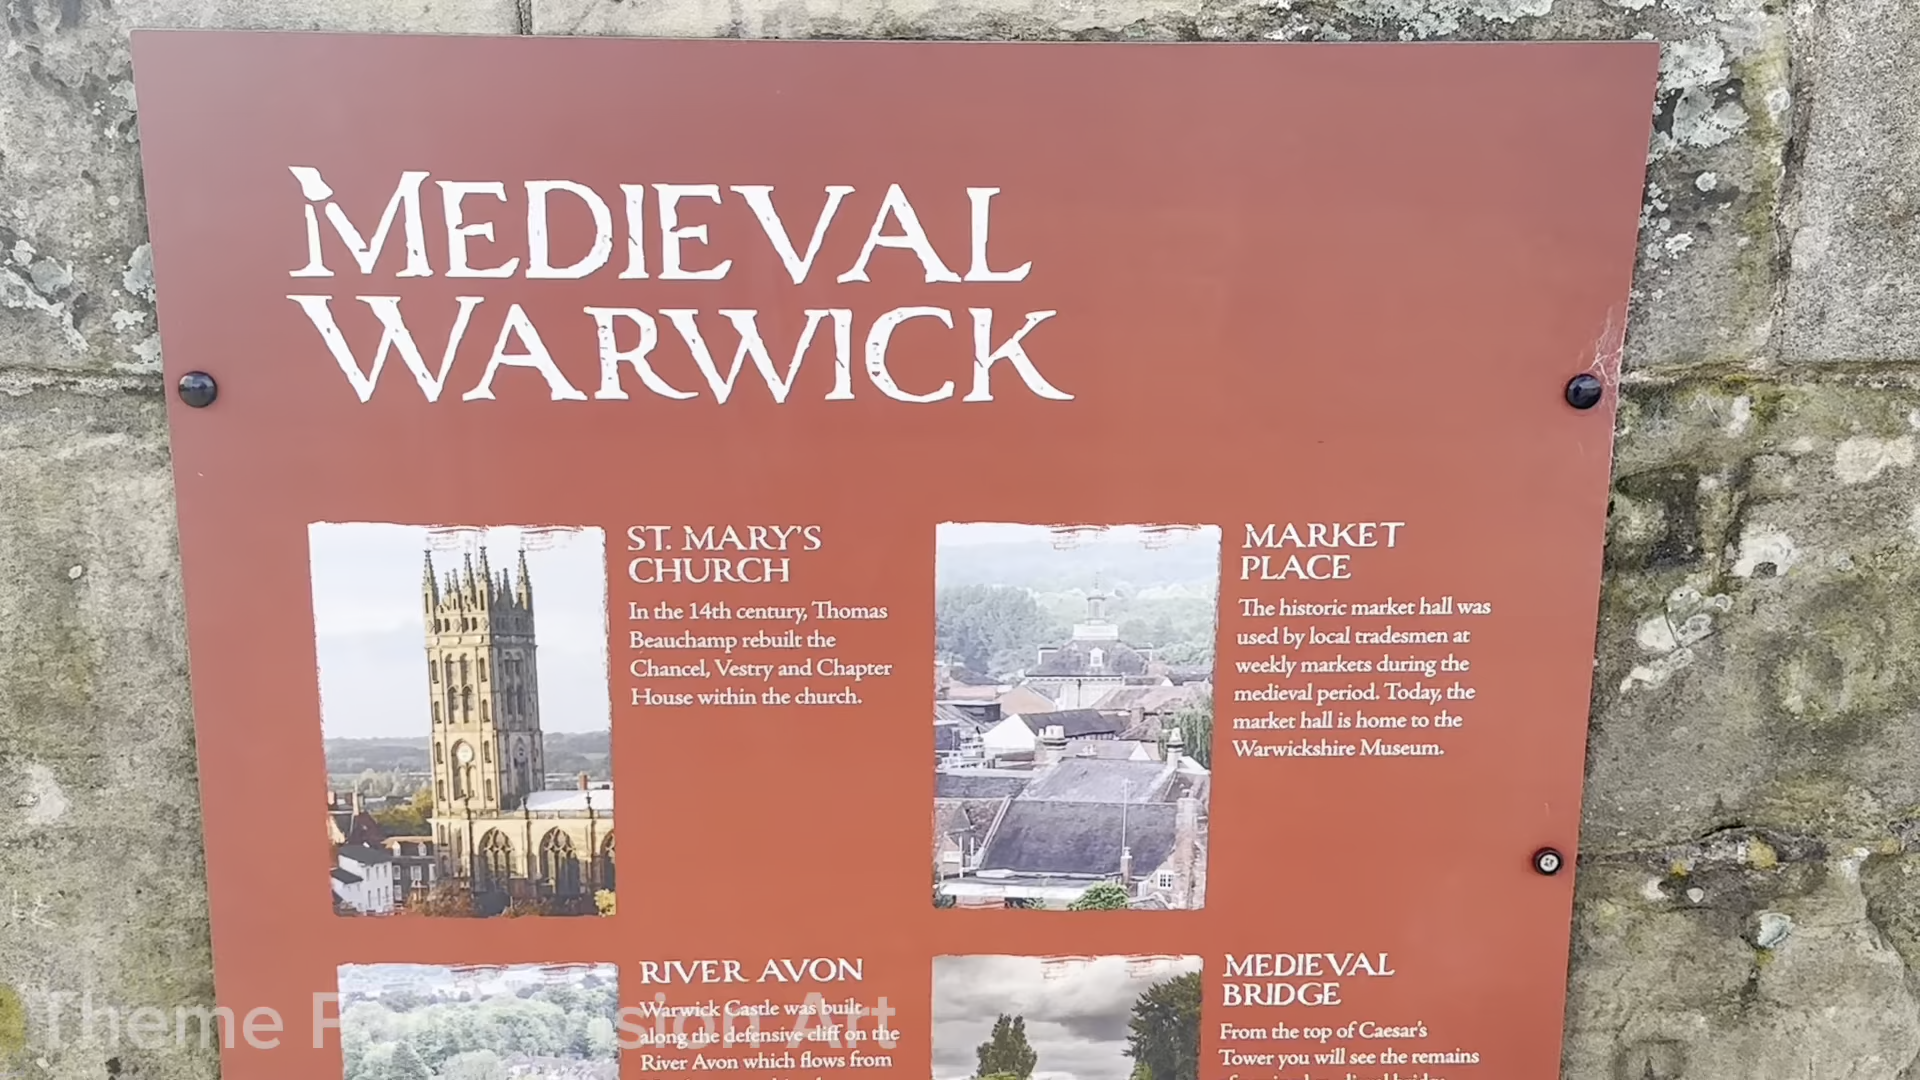 MEDIEVAL
WARWICK
ST. MARY'S
CHURCH
In the 14th century, Thomas
Beauchamp rebuilt the
Chancel, Vestry and Chapter
House within the church.
MARKET
PLACE
The historic market hall was
used by local tradesmen at
weekly markets during the
medieval period. Today, the
market hall is home to the
Warwickshire Museum.
RIVER AVON
Warwick Castle was built
along the defensive cliff on the
River Avon which flows from
MEDIEVAL
BRIDGE
From the top of Caesar's
Tower you will see the remains
Theme Park Vision Art